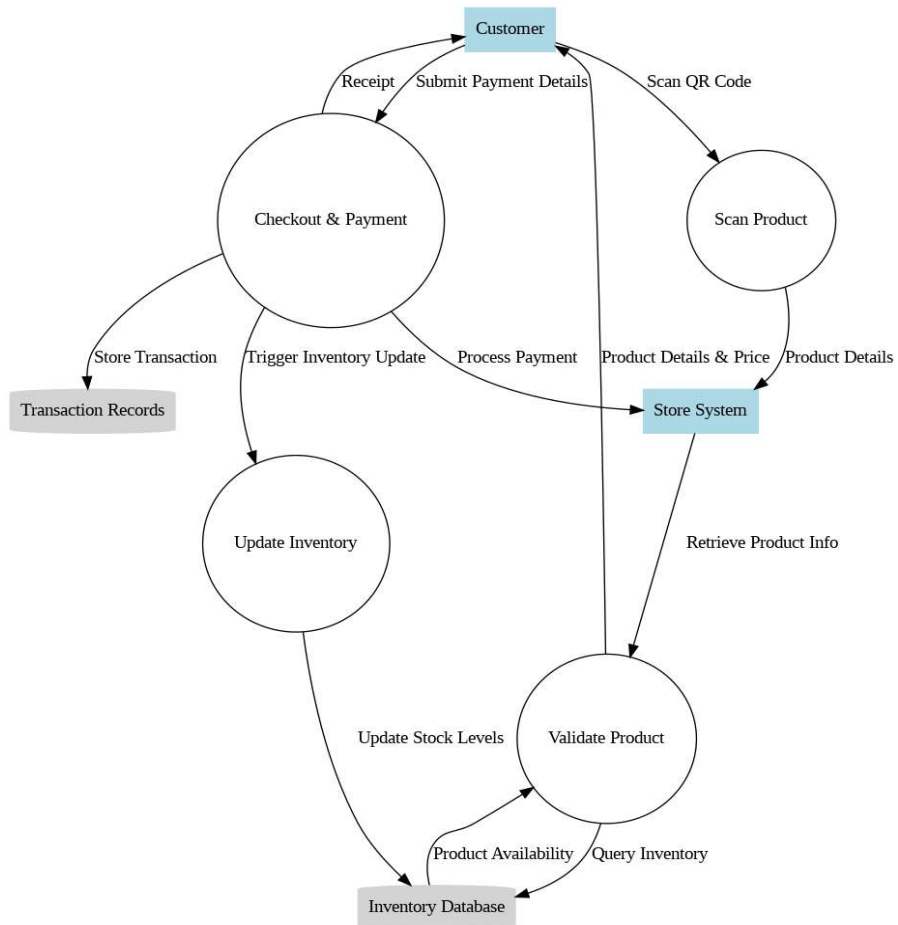 Customer
Receipt
Submit Payment Details
Scan QR Code
Checkout & Payment
Scan Product
Store Transaction
Trigger Inventory Update
Process Payment
Product Details & Price
Product Details
Transaction Records
Store System
Update Inventory
Retrieve Product Info
Update Stock Levels
Validate Product
Product Availability
Query Inventory
Inventory Database